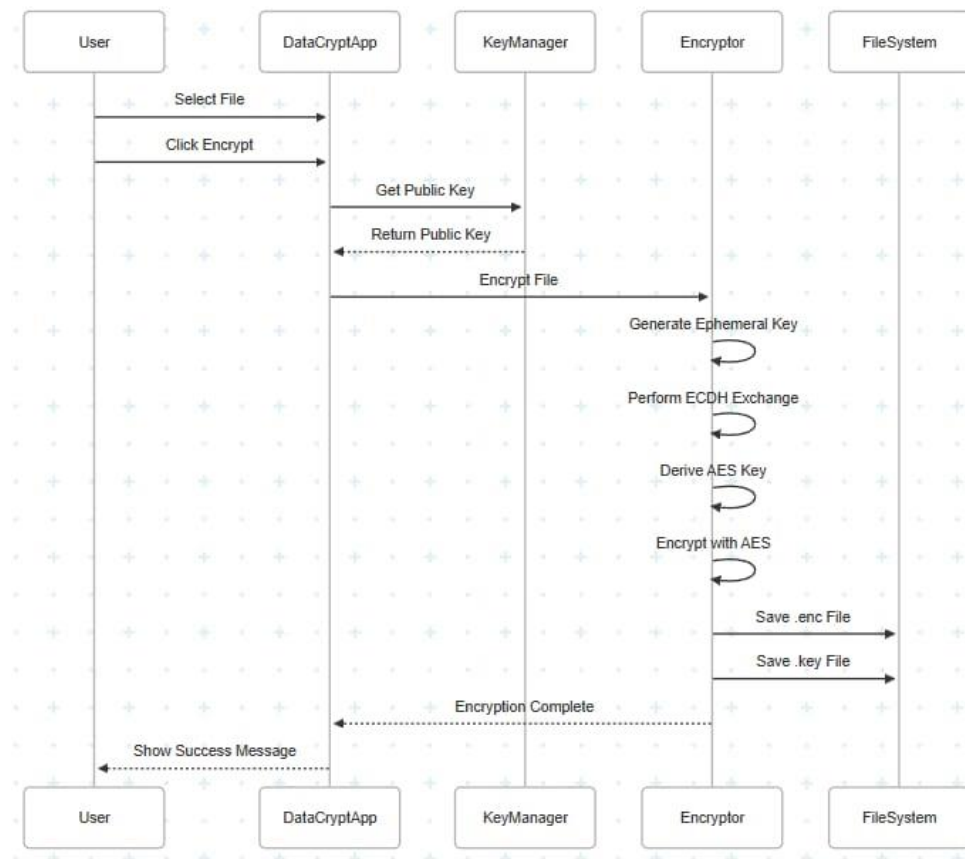 User
DataCryptApp
KeyManager
Encryptor
FileSystem
Select File
Click Encrypt
Get Public Key
Return Public Key
Encrypt File
Generate Ephemeral Key
Perform ECDH Exchange
Derive AES Key
Encrypt with AES
Save .enc File
Save .key File
Encryption Complete
Show Success Message
User
DataCryptApp
KeyManager
Encryptor
FileSystem